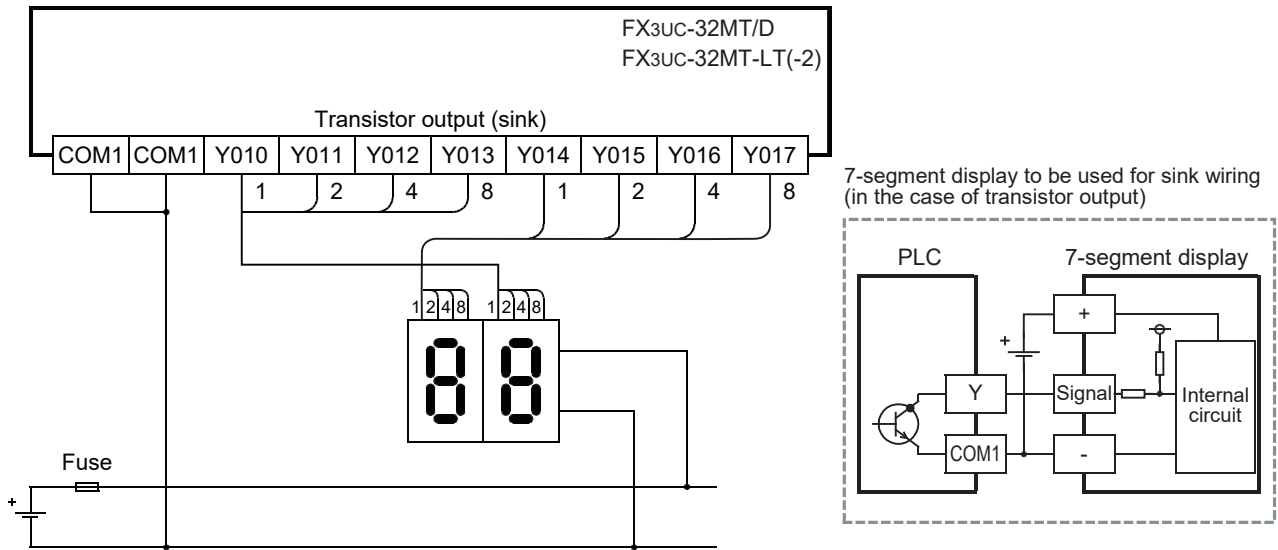 FX3UC-32MT/D
FX3UC-32MT-LT(-2)
Transistor output (sink)
COM1 COM1 Y010 Y011 Y012 Y013 Y014 Y015 Y016 Y017
1 2 4 8 1 2 4 8
1 2 4 8 1 2 4 8
8 8
Fuse
+
7-segment display to be used for sink wiring
(in the case of transistor output)
PLC 7-segment display
+
+
Y Signal Internal
circuit
COM1 -